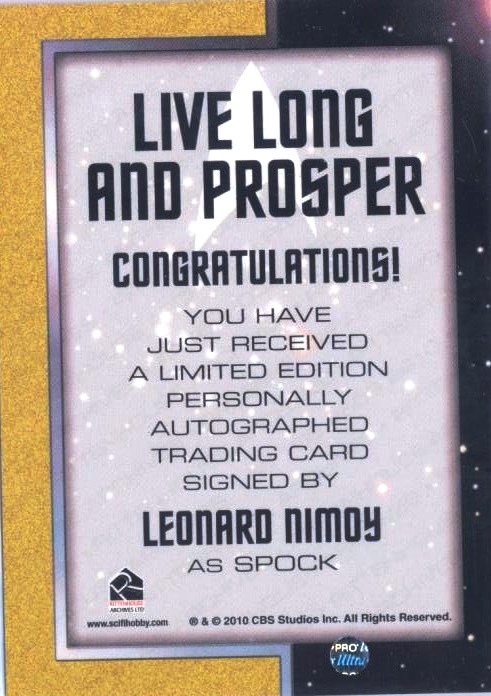 LIVE LONG
AND PROSPER
CONGRATULATIONS!
YOU HAVE
JUST RECEIVED
A LIMITED EDITION
PERSONALLY
AUTOGRAPHED
TRADING CARD
SIGNED BY
LEONARD NIMOY
AS SPOCK
RITTENHOUSE
ARCHIVES LTD
www.scifihobby.com ® & © 2010 CBS Studios Inc. All Rights Reserved.
PRO
Ultra